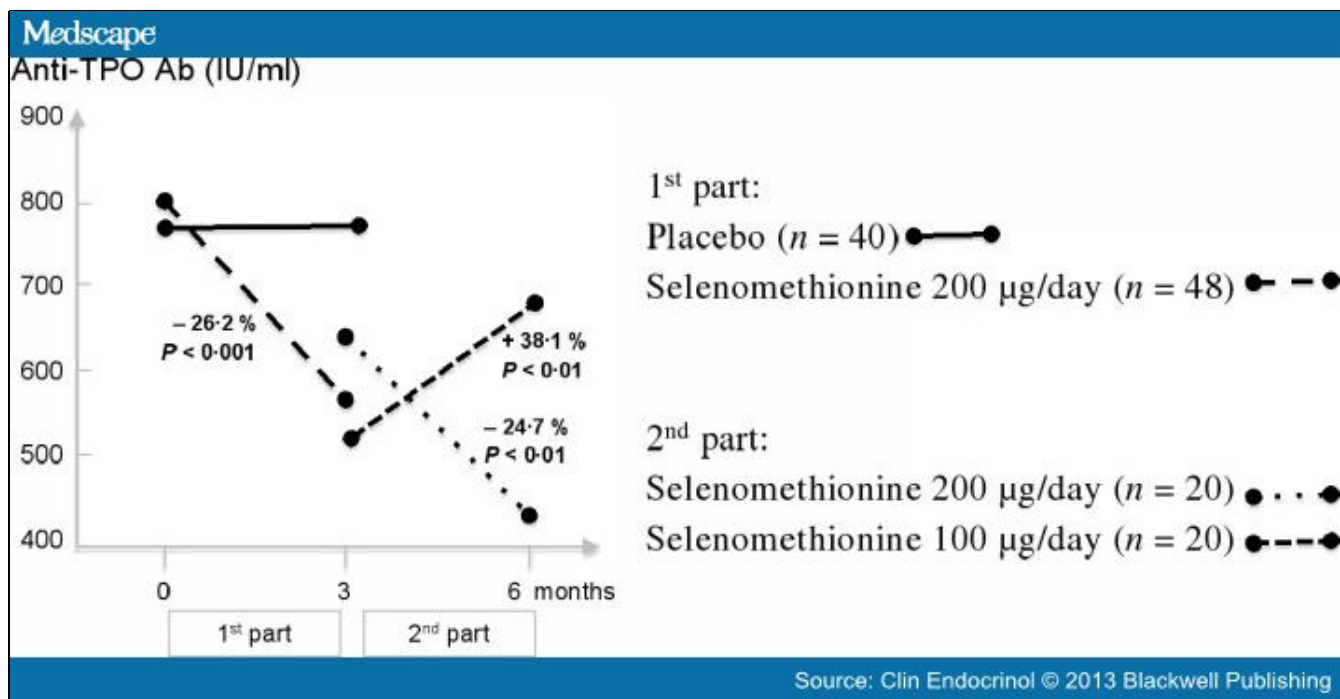 Medscape
Anti-TPO Ab (IU/ml)
900
800
700
600
500
400
– 26·2 %
P < 0·001
+ 38·1 %
P < 0·01
– 24·7 %
P < 0·01
0 3 6 months
1st part 2nd part
1st part:
Placebo (n = 40)
Selenomethionine 200 µg/day (n = 48)
2nd part:
Selenomethionine 200 µg/day (n = 20)
Selenomethionine 100 µg/day (n = 20)
Source: Clin Endocrinol © 2013 Blackwell Publishing